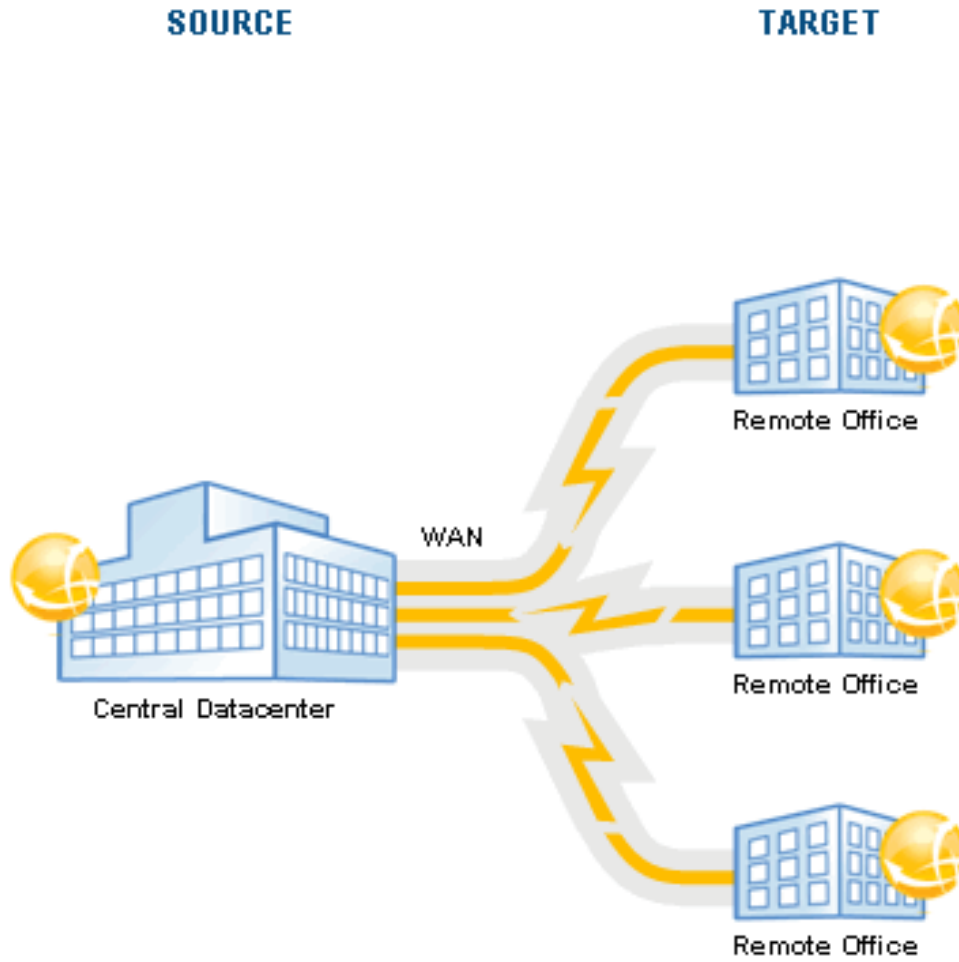 SOURCE
TARGET
Remote Office
WAN
Remote Office
Central Datacenter
Remote Office